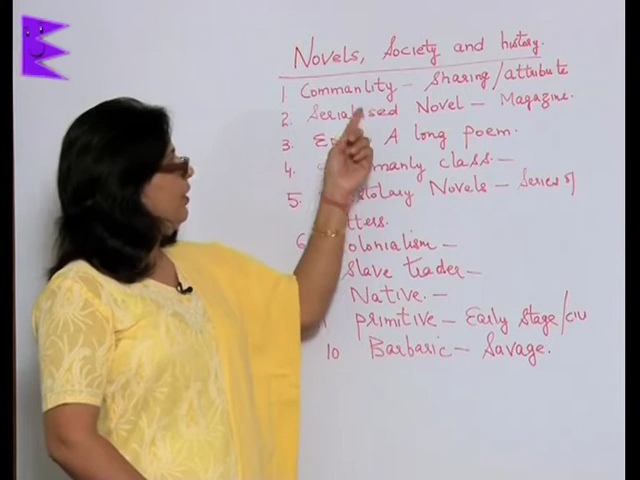 Novels, Society and history.
1 Commanlity - Sharing/attribute
2. Serialised Novel - Magazine.
3. A long poem.
4. class. -
5. Novels - Series of
6 -
Slave trader -
Native. -
primitive - Early Stage/CIV
10 Barbaric - Savage.